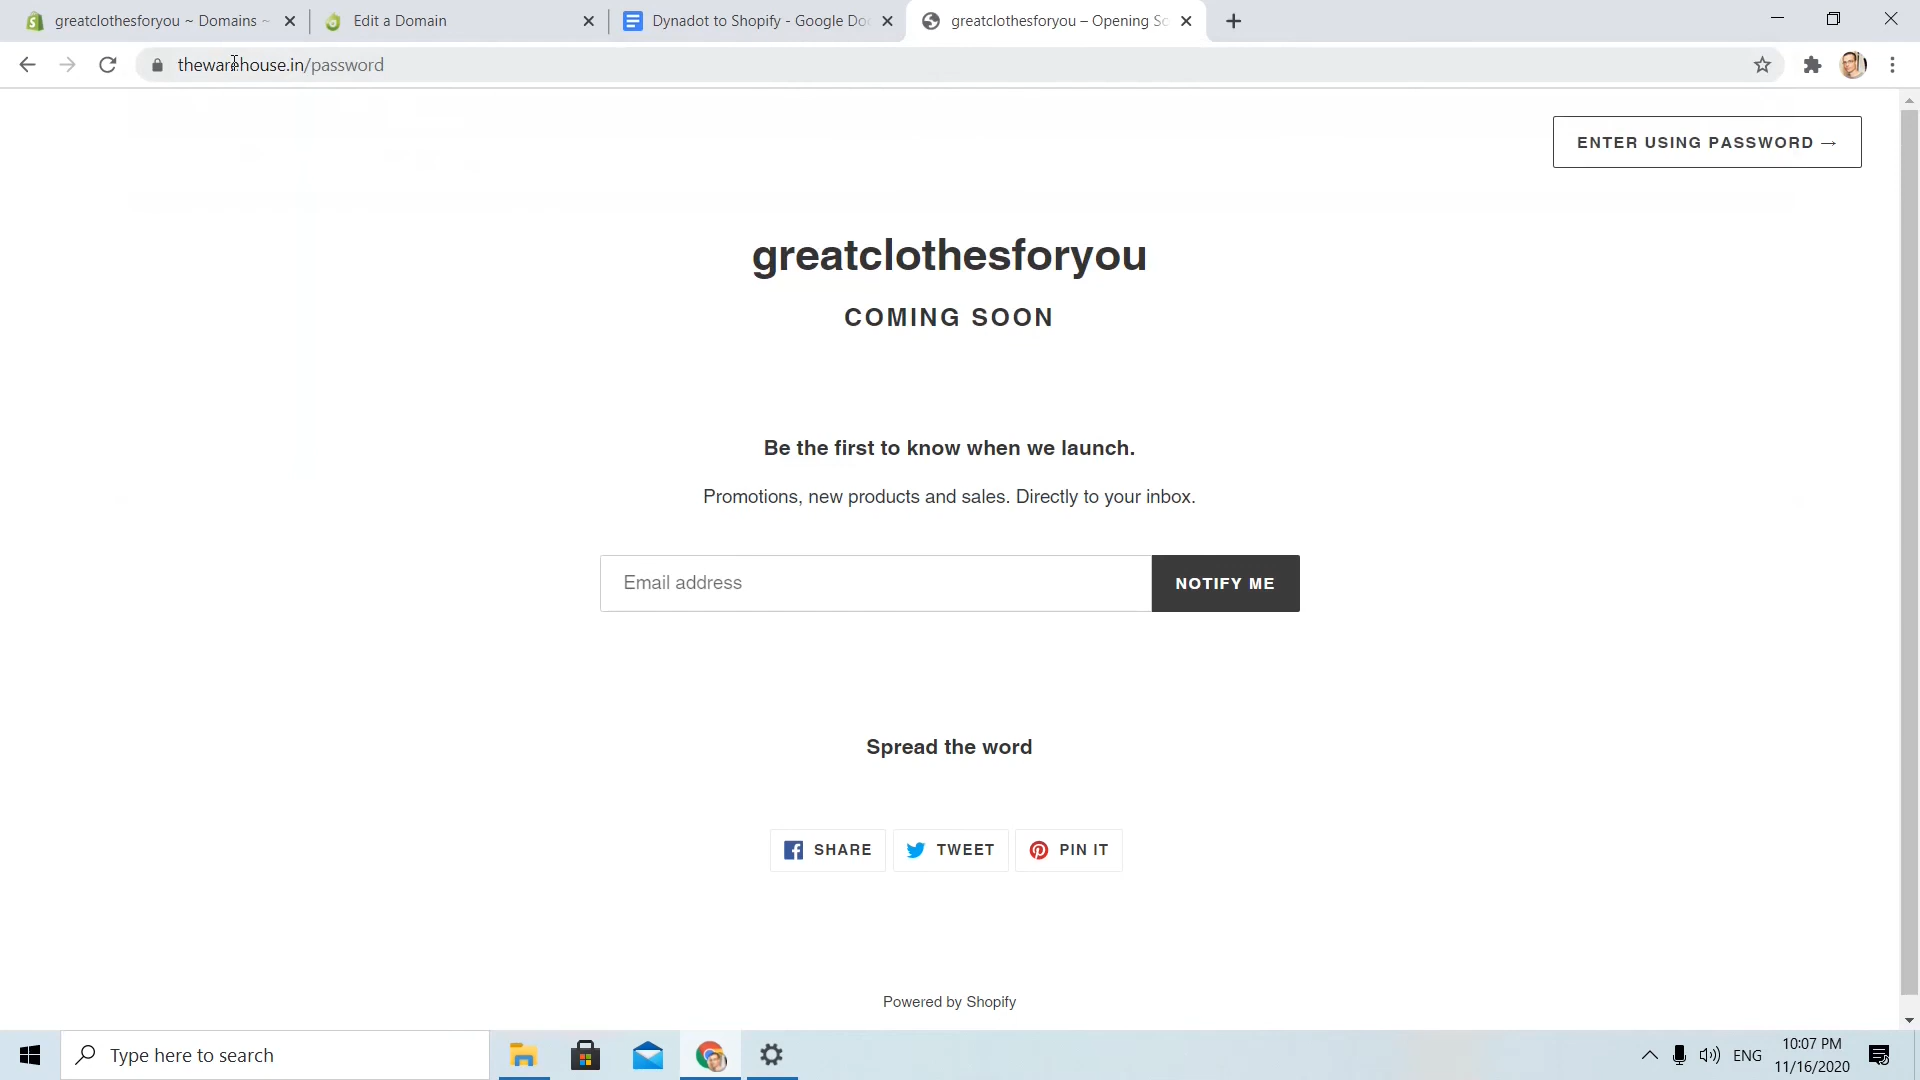 greatclothesforyou ~ Domains ~
Edit a Domain
Dynadot to Shopify - Google Doc
greatclothesforyou – Opening So
thewarehouse.in/password
ENTER USING PASSWORD →
greatclothesforyou
COMING SOON
Be the first to know when we launch.
Promotions, new products and sales. Directly to your inbox.
Email address
NOTIFY ME
Spread the word
SHARE
TWEET
PIN IT
Powered by Shopify
Type here to search
ENG
10:07 PM
11/16/2020